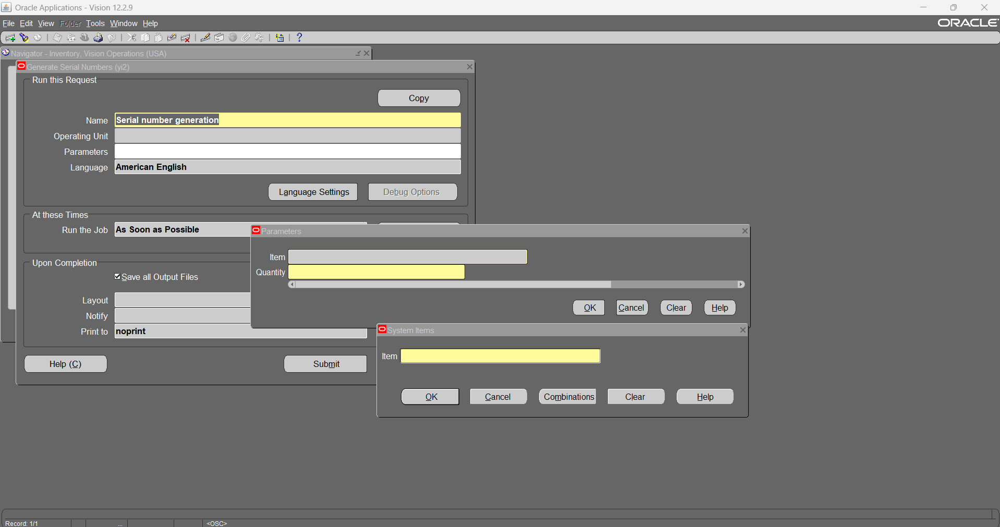 Oracle Applications - Vision 12.2.9
File Edit View Folder Tools Window Help
ORACLE
Navigator - Inventory, Vision Operations (USA)
Generate Serial Numbers (yi2)
Run this Request
Copy
Name Serial number generation
Operating Unit
Parameters
Language American English
Language Settings Debug Options
At these Times
Run the Job As Soon as Possible
Parameters
Item
Quantity
OK Cancel Clear Help
Upon Completion
Save all Output Files
Layout
Notify
Print to noprint
System Items
Item
OK Cancel Combinations Clear Help
Help (C) Submit
Record: 1/1 ... <OSC>